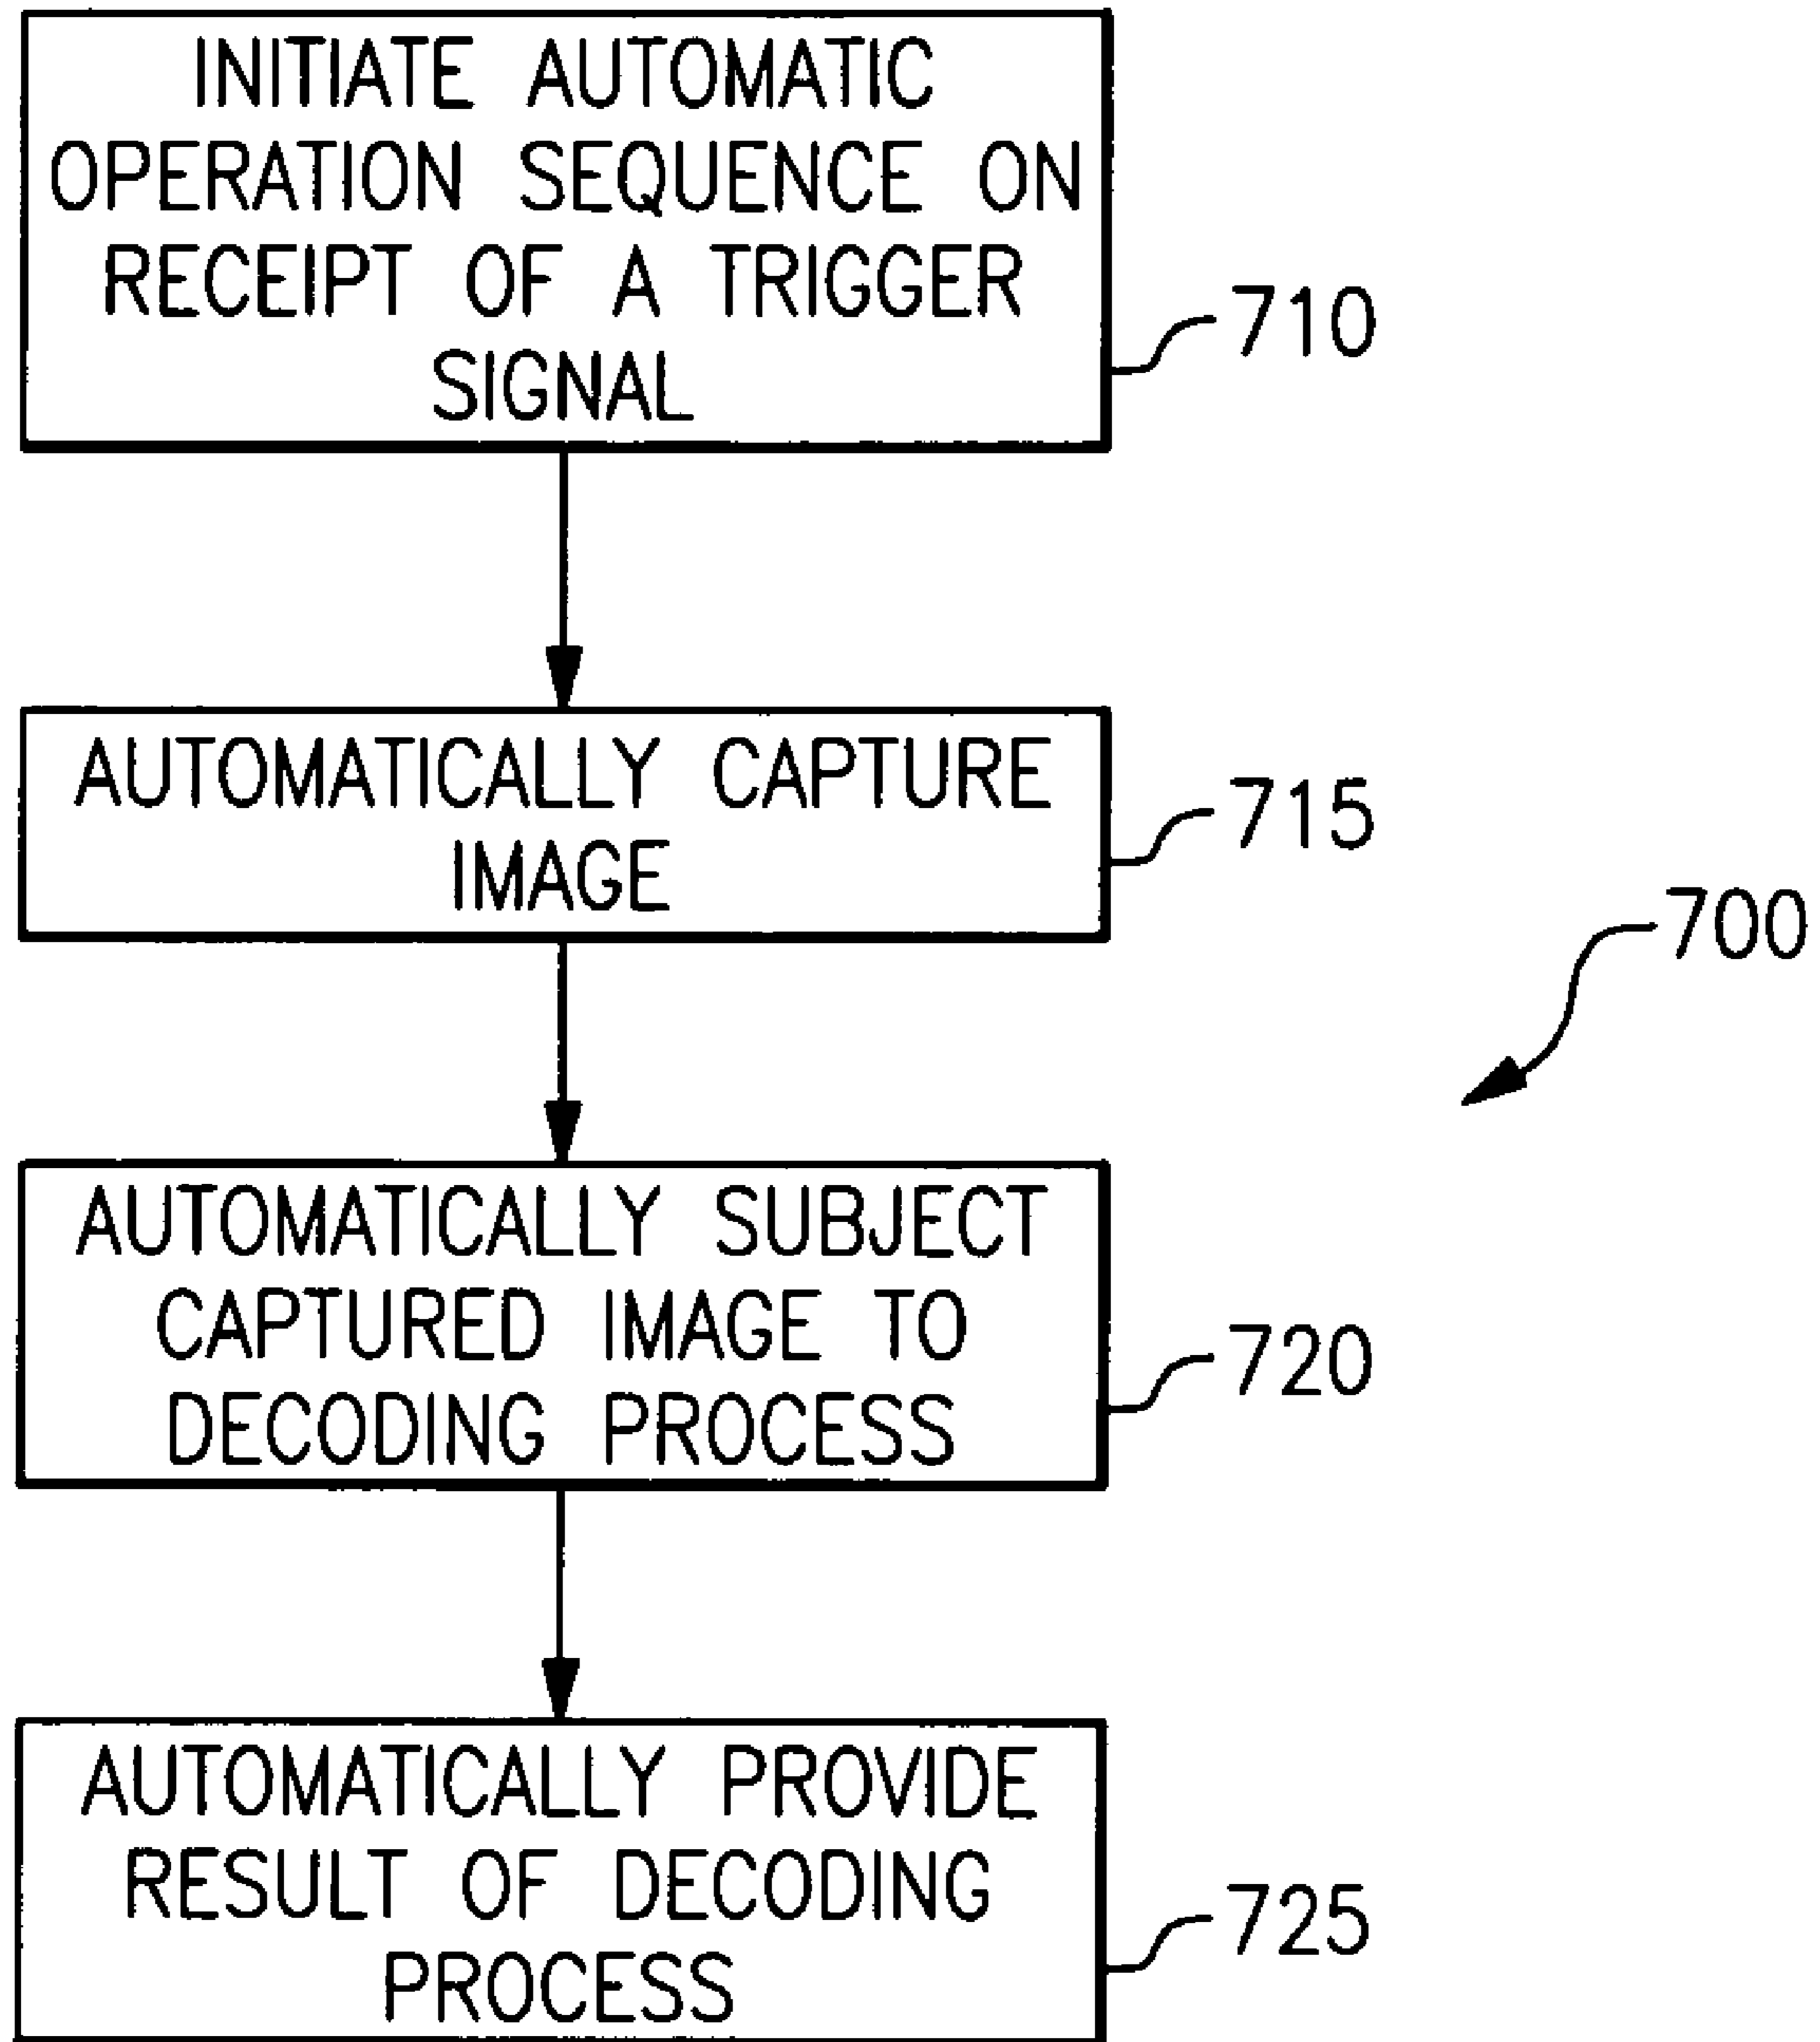 INITIATE AUTOMATIC
OPERATION SEQUENCE ON
RECEIPT OF A TRIGGER
SIGNAL
710
AUTOMATICALLY CAPTURE
IMAGE
715
700
AUTOMATICALLY SUBJECT
CAPTURED IMAGE TO
DECODING PROCESS
720
AUTOMATICALLY PROVIDE
RESULT OF DECODING
PROCESS
725